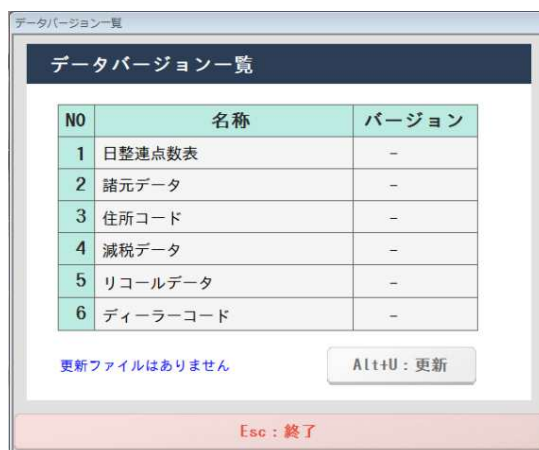 データバージョン一覧
データバージョン一覧
NO 名称 バージョン
1 日整連点数表 -
2 諸元データ -
3 住所コード -
4 減税データ -
5 リコールデータ -
6 ディーラーコード -
更新ファイルはありません
Alt+U：更新
Esc：終了